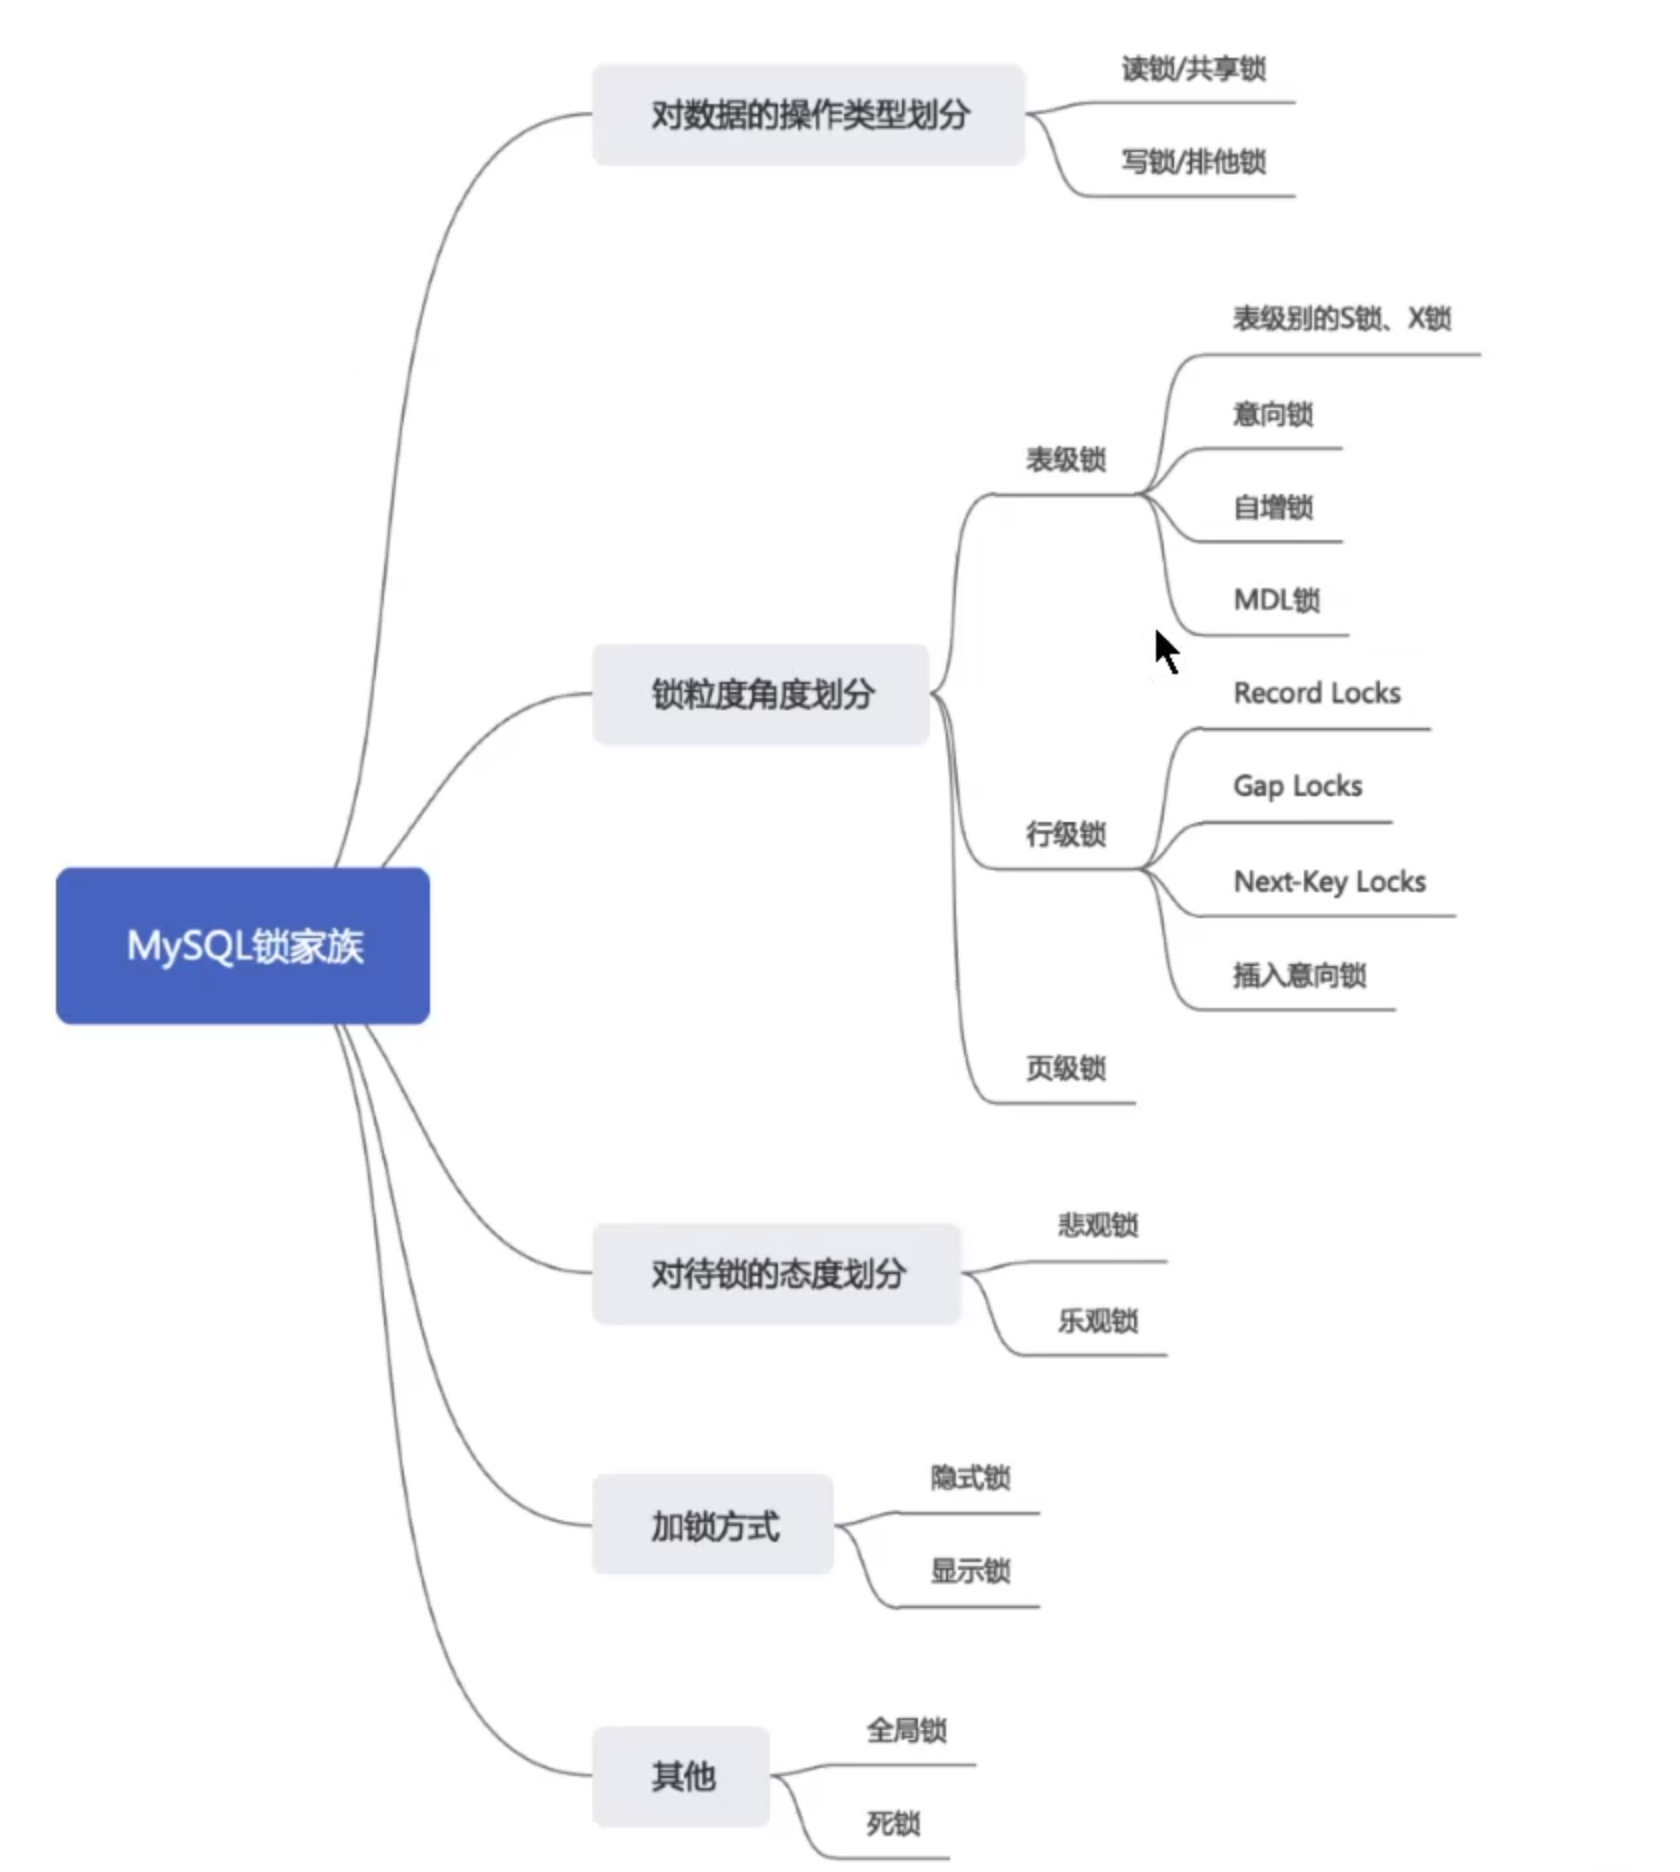 对数据的操作类型划分
读锁/共享锁
写锁/排他锁
锁粒度角度划分
表级锁
表级别的S锁、X锁
意向锁
自增锁
MDL锁
行级锁
Record Locks
Gap Locks
Next-Key Locks
插入意向锁
页级锁
MySQL锁家族
对待锁的态度划分
悲观锁
乐观锁
加锁方式
隐式锁
显示锁
其他
全局锁
死锁